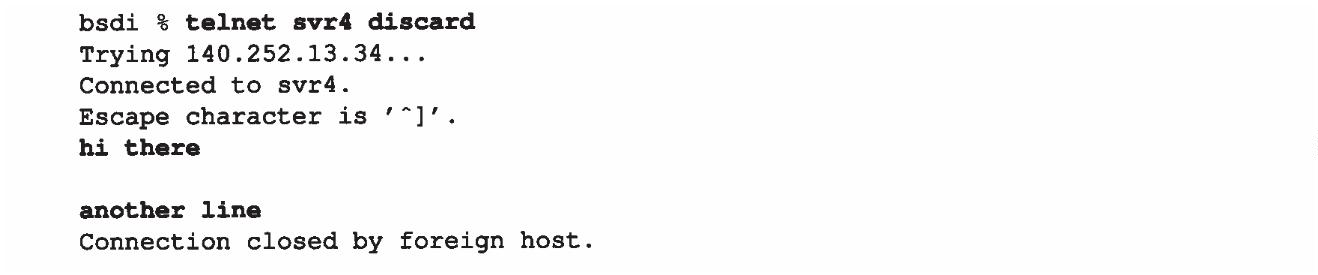 bsdi % telnet svr4 discard
Trying 140.252.13.34...
Connected to svr4.
Escape character is '^]'.
hi there
another line
Connection closed by foreign host.